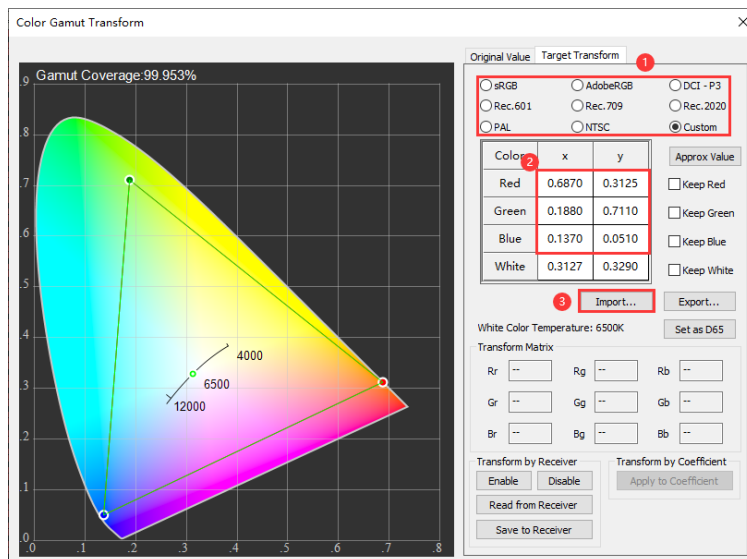 Color Gamut Transform
Original Value Target Transform
1
Gamut Coverage:99.953%
sRGB AdobeRGB DCI - P3
Rec.601 Rec.709 Rec.2020
PAL NTSC Custom
2
Color x y Approx Value
Red 0.6870 0.3125 Keep Red
Green 0.1880 0.7110 Keep Green
Blue 0.1370 0.0510 Keep Blue
White 0.3127 0.3290 Keep White
3 Import... Export...
White Color Temperature: 6500K Set as D65
Transform Matrix
Rr -- Rg -- Rb --
Gr -- Gg -- Gb --
Br -- Bg -- Bb --
Transform by Receiver Transform by Coefficient
Enable Disable Apply to Coefficient
Read from Receiver
Save to Receiver
.9
.8
.7
.6
.5
.4
.3
.2
.1
.0
4000
6500
12000
.0 .1 .2 .3 .4 .5 .6 .7 .8